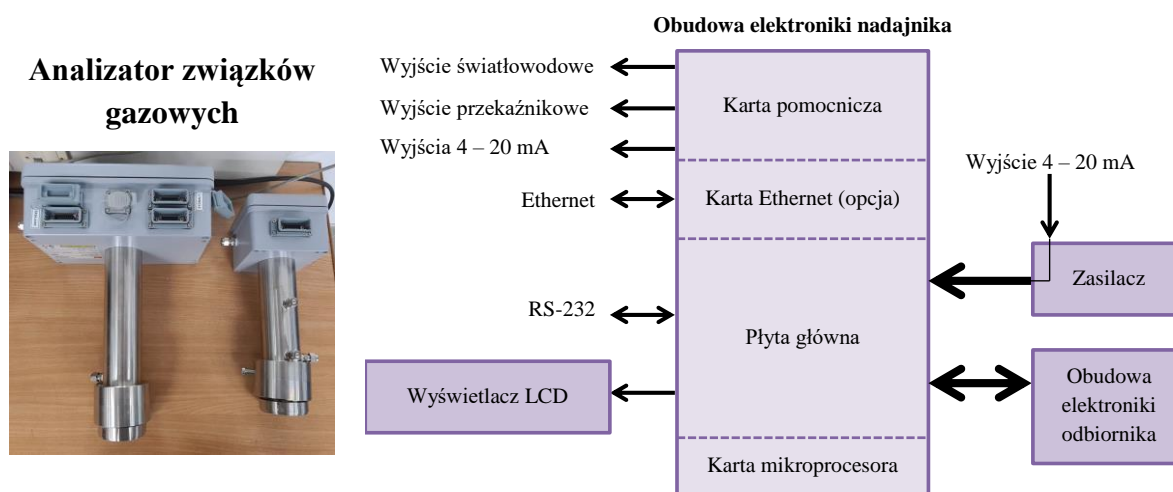 Analizator związków
gazowych
Obudowa elektroniki nadajnika
Wyjście światłowodowe
Wyjście przekaźnikowe
Wyjścia 4 – 20 mA
Karta pomocnicza
Ethernet
Karta Ethernet (opcja)
RS-232
Płyta główna
Wyświetlacz LCD
Karta mikroprocesora
Wyjście 4 – 20 mA
Zasilacz
Obudowa
elektroniki
odbiornika